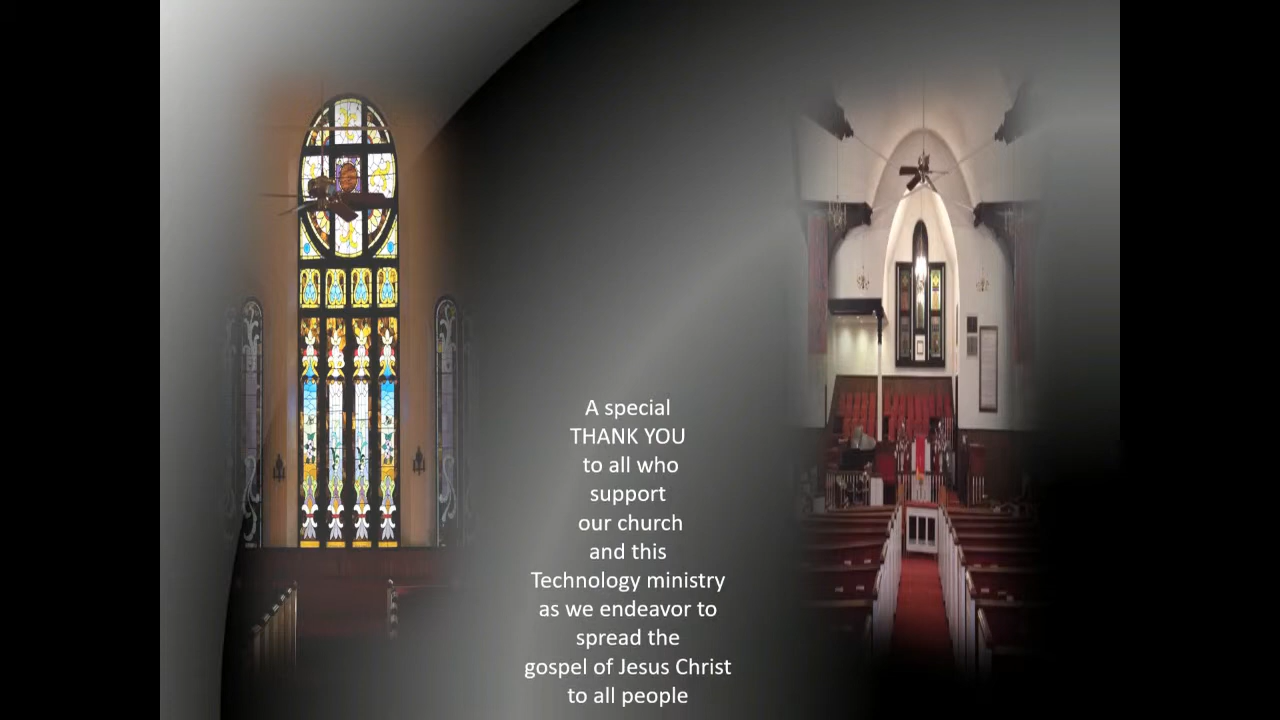 A special
THANK YOU
to all who
support
our church
and this
Technology ministry
as we endeavor to
spread the
gospel of Jesus Christ
to all people